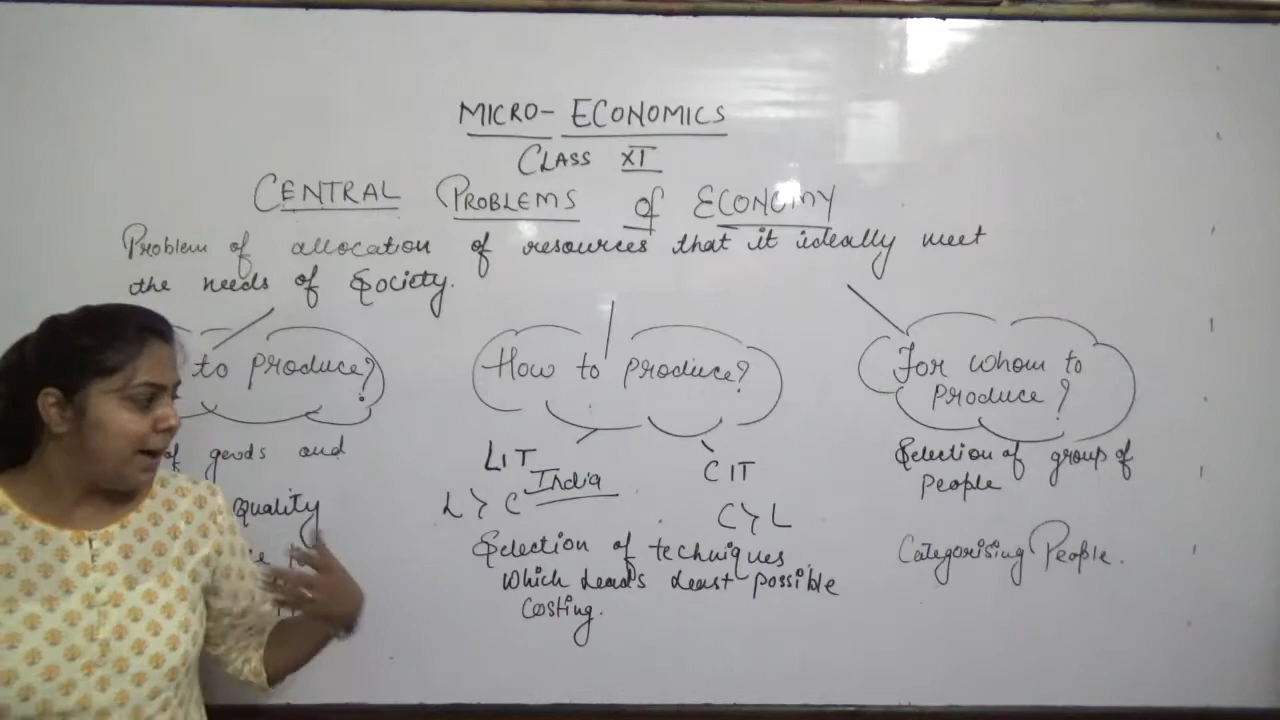 MICRO- ECONOMICS
CLASS XI
CENTRAL PROBLEMS of ECONOMY
Problem of allocation of resources that it ideally meet
the needs of Society.
to produce?
How to produce?
For whom to
produce?
of goods and
quality
LIT
India
L > C
CIT
C > L
Selection of techniques
which leads least possible
costing.
Selection of group of
people
Categorising People.